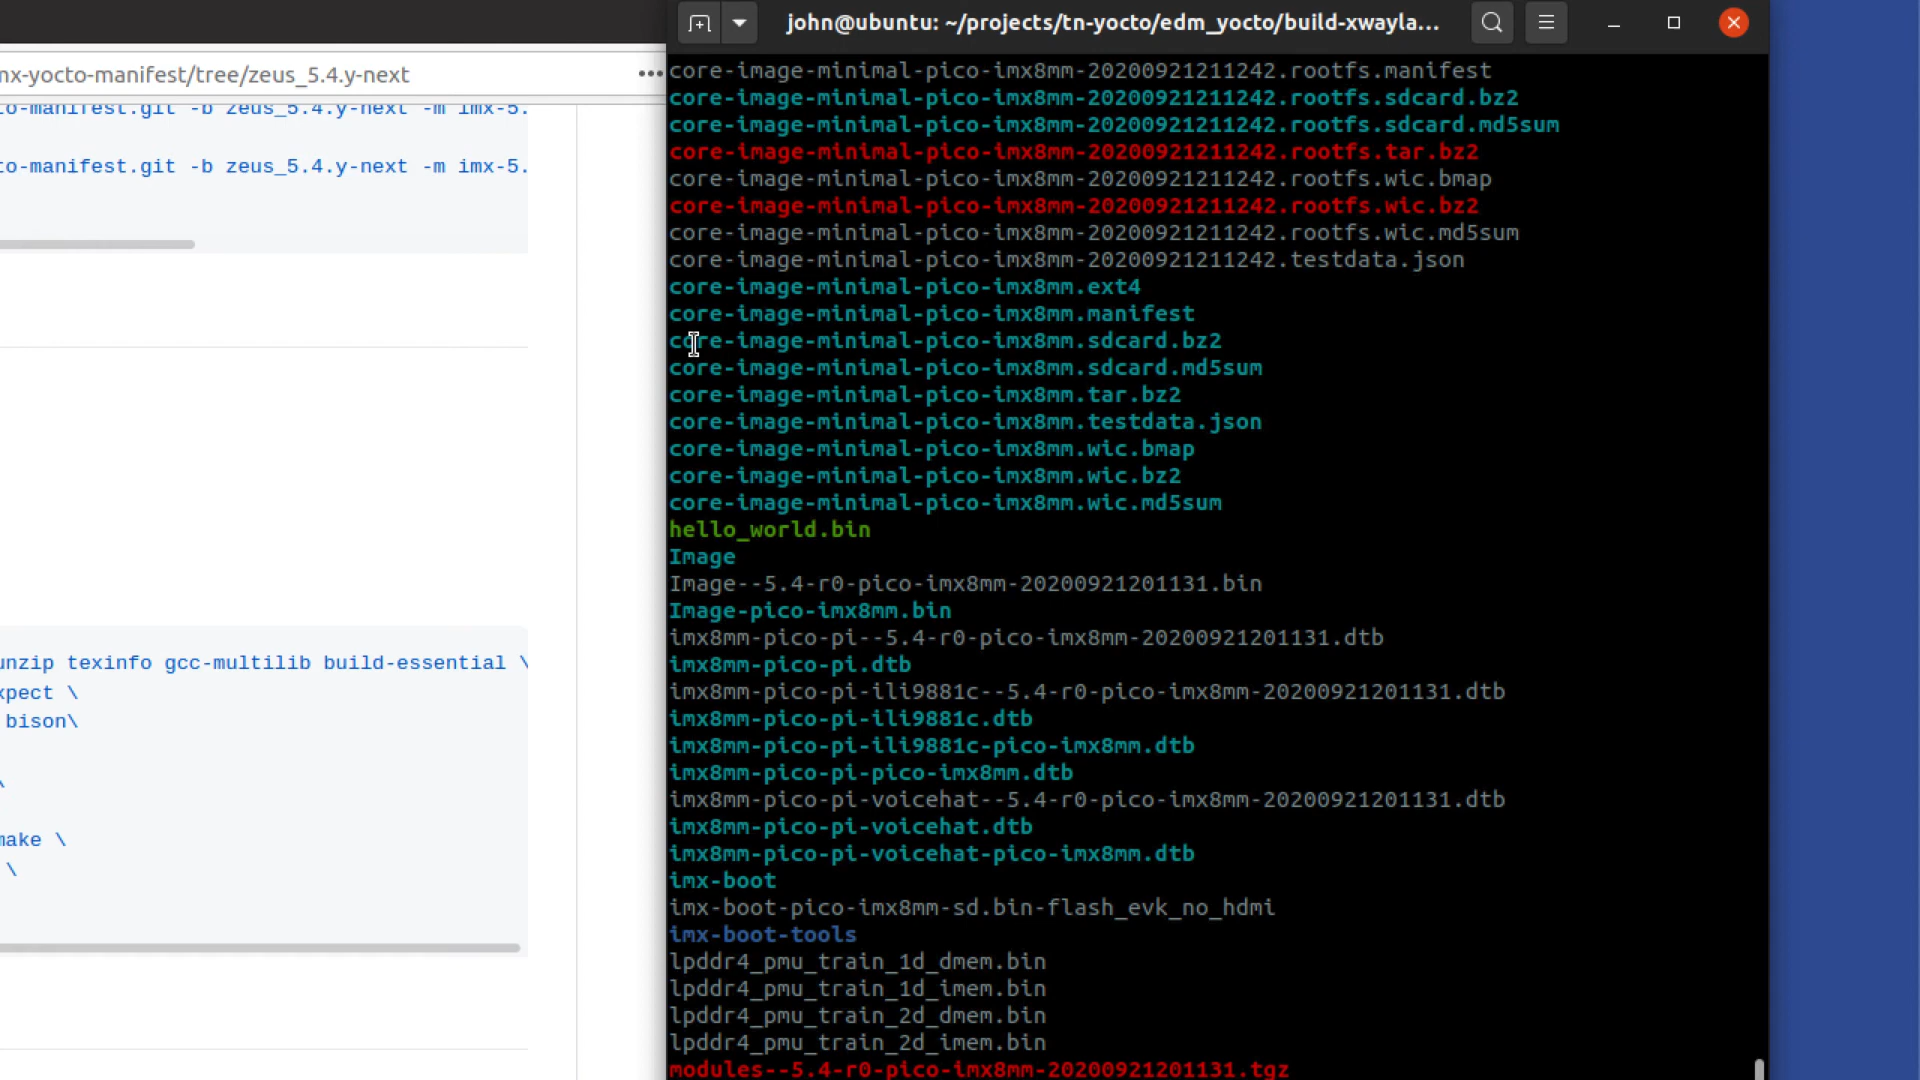 john@ubuntu: ~/projects/tn-yocto/edm_yocto/build-xwayla...
mx-yocto-manifest/tree/zeus_5.4.y-next
to-manifest.git -b zeus_5.4.y-next -m imx-5.
to-manifest.git -b zeus_5.4.y-next -m imx-5.
unzip texinfo gcc-multilib build-essential \
xpect \
bison\
\
make \
\
core-image-minimal-pico-imx8mm-20200921211242.rootfs.manifest
core-image-minimal-pico-imx8mm-20200921211242.rootfs.sdcard.bz2
core-image-minimal-pico-imx8mm-20200921211242.rootfs.sdcard.md5sum
core-image-minimal-pico-imx8mm-20200921211242.rootfs.tar.bz2
core-image-minimal-pico-imx8mm-20200921211242.rootfs.wic.bmap
core-image-minimal-pico-imx8mm-20200921211242.rootfs.wic.bz2
core-image-minimal-pico-imx8mm-20200921211242.rootfs.wic.md5sum
core-image-minimal-pico-imx8mm-20200921211242.testdata.json
core-image-minimal-pico-imx8mm.ext4
core-image-minimal-pico-imx8mm.manifest
core-image-minimal-pico-imx8mm.sdcard.bz2
core-image-minimal-pico-imx8mm.sdcard.md5sum
core-image-minimal-pico-imx8mm.tar.bz2
core-image-minimal-pico-imx8mm.testdata.json
core-image-minimal-pico-imx8mm.wic.bmap
core-image-minimal-pico-imx8mm.wic.bz2
core-image-minimal-pico-imx8mm.wic.md5sum
hello_world.bin
Image
Image--5.4-r0-pico-imx8mm-20200921201131.bin
Image-pico-imx8mm.bin
imx8mm-pico-pi--5.4-r0-pico-imx8mm-20200921201131.dtb
imx8mm-pico-pi.dtb
imx8mm-pico-pi-ili9881c--5.4-r0-pico-imx8mm-20200921201131.dtb
imx8mm-pico-pi-ili9881c.dtb
imx8mm-pico-pi-ili9881c-pico-imx8mm.dtb
imx8mm-pico-pi-pico-imx8mm.dtb
imx8mm-pico-pi-voicehat--5.4-r0-pico-imx8mm-20200921201131.dtb
imx8mm-pico-pi-voicehat.dtb
imx8mm-pico-pi-voicehat-pico-imx8mm.dtb
imx-boot
imx-boot-pico-imx8mm-sd.bin-flash_evk_no_hdmi
imx-boot-tools
lpddr4_pmu_train_1d_dmem.bin
lpddr4_pmu_train_1d_imem.bin
lpddr4_pmu_train_2d_dmem.bin
lpddr4_pmu_train_2d_imem.bin
modules--5.4-r0-pico-imx8mm-20200921201131.tgz